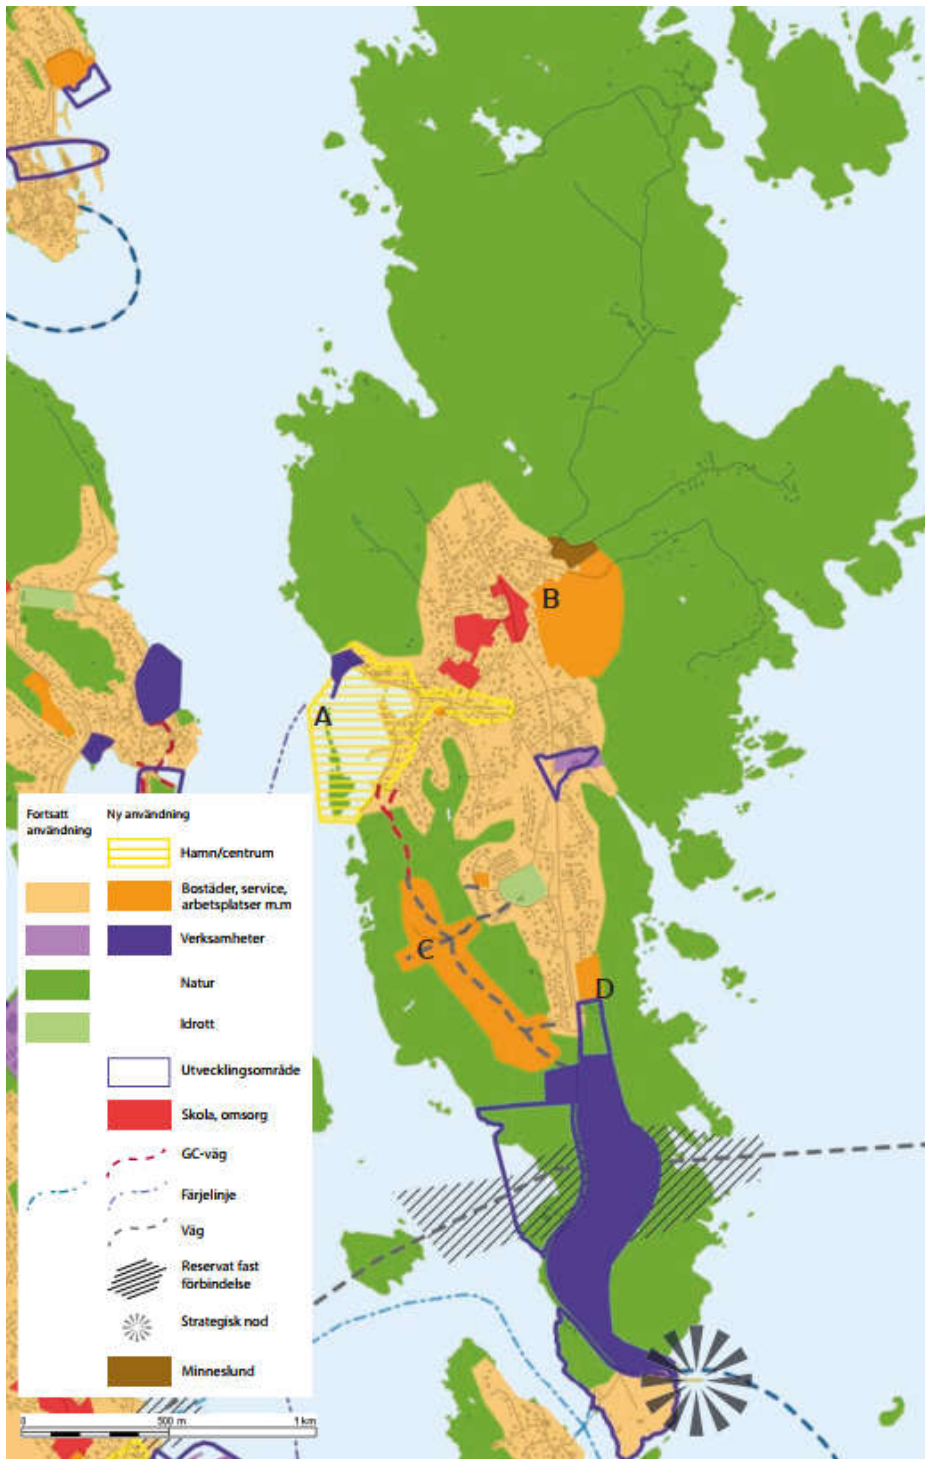 A
B
C
D
Fortsatt
användning
Ny användning
Hamn/centrum
Bostäder, service,
arbetsplatser m.m
Verksamheter
Natur
Idrott
Utvecklingsområde
Skola, omsorg
GC-väg
Färjelinje
Väg
Reservat fast
förbindelse
Strategisk nod
Minneslund
0 500 m 1 km